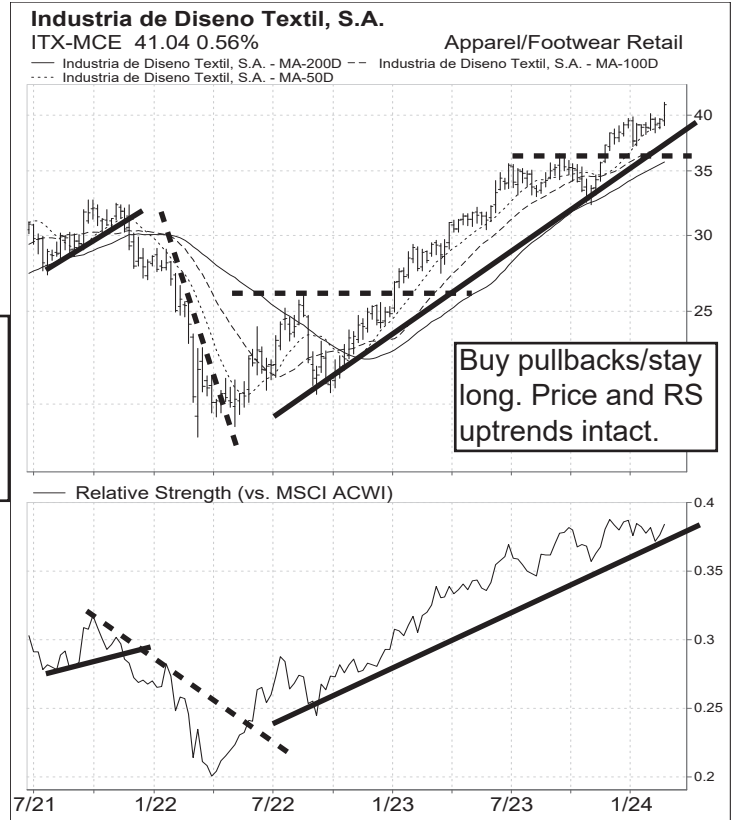 Industria de Diseno Textil, S.A.
ITX-MCE 41.04 0.56% Apparel/Footwear Retail
Industria de Diseno Textil, S.A. - MA-200D Industria de Diseno Textil, S.A. - MA-100D
Industria de Diseno Textil, S.A. - MA-50D
40
35
30
25
Buy pullbacks/stay
long. Price and RS
uptrends intact.
Relative Strength (vs. MSCI ACWI)
0.4
0.35
0.3
0.25
0.2
7/21 1/22 7/22 1/23 7/23 1/24